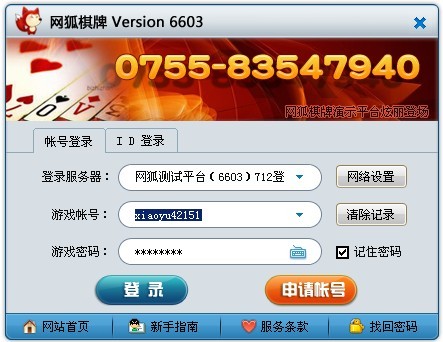 网狐棋牌 Version 6603
0755-83547940
网狐棋牌演示平台炫丽登场
帐号登录 I D 登录
登录服务器： 网狐测试平台（6603）712登 网络设置
游戏帐号： xiaoyu42151 清除记录
游戏密码： ******** 记住密码
登 录 申请帐号
网站首页 新手指南 服务条款 找回密码